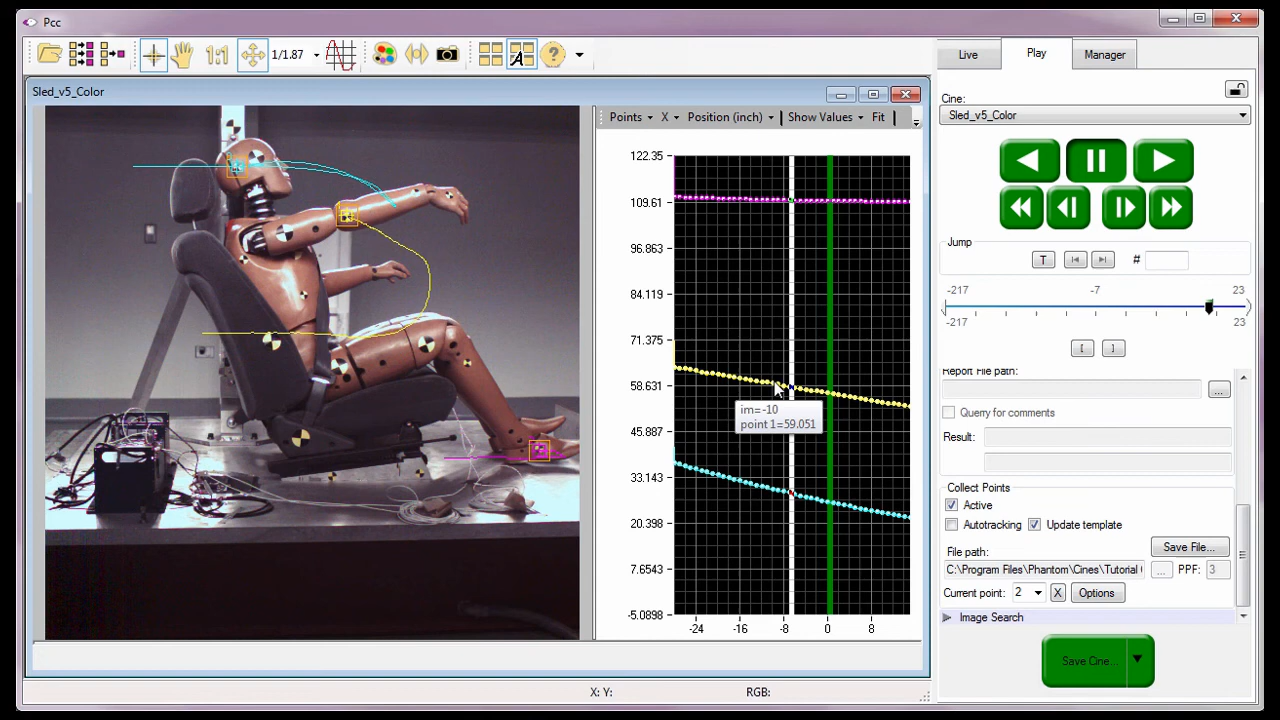 Pcc
1:1
1/1.87
A
?
Sled_v5_Color
Points
X
Position (inch)
Show Values
Fit
122.35
109.61
96.863
84.119
71.375
58.631
45.887
33.143
20.398
7.6543
-5.0898
-24
-16
-8
0
8
im=-10
point 1=59.051
X: Y:
RGB:
Live
Play
Manager
Cine:
Sled_v5_Color
Jump
T
#
-217
-7
23
-217
23
[
]
Report File path:
...
Querry for comments
Result:
Collect Points
Active
Autotracking
Update template
File path:
Save File...
C:\Program Files\Phantom\Cines\Tutorial
...
PPF:
3
Current point:
2
X
Options
Image Search
Save Cine...